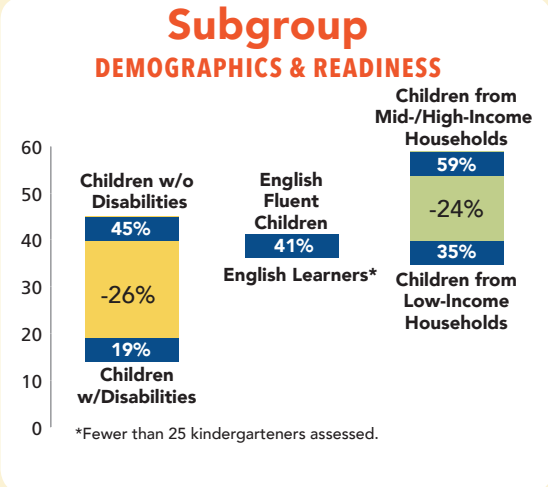 Subgroup
DEMOGRAPHICS & READINESS
60
50
40
30
20
10
0
Children w/o
Disabilities
45%
-26%
19%
Children
w/Disabilities
English
Fluent
Children
41%
English Learners*
Children from
Mid-/High-Income
Households
59%
-24%
35%
Children from
Low-Income
Households
*Fewer than 25 kindergarteners assessed.